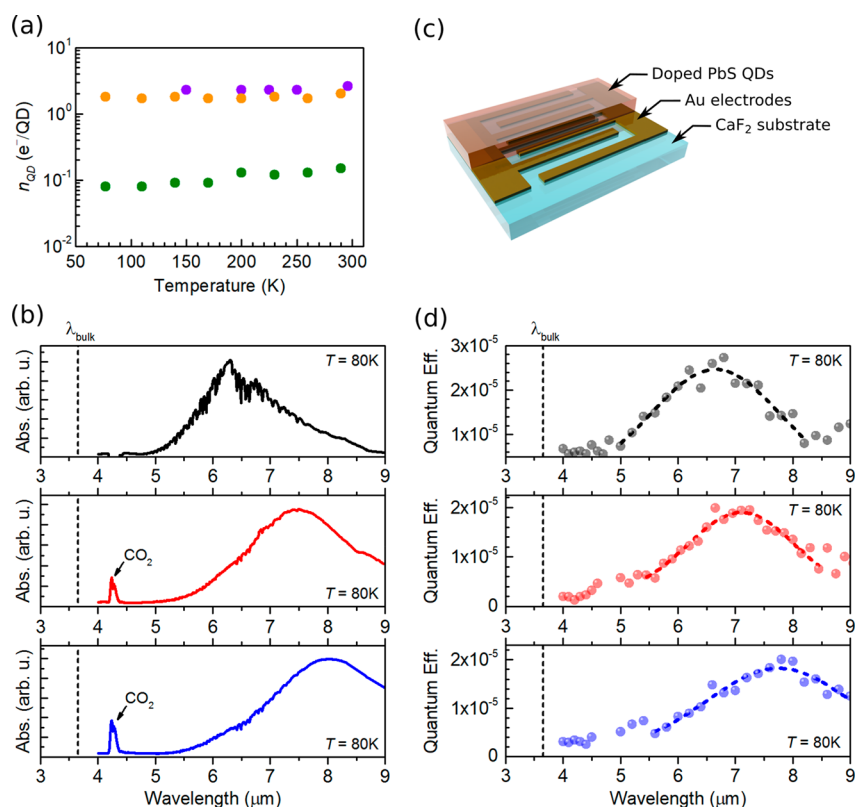 (a)
10¹
10⁰
10⁻¹
10⁻²
n_QD (e⁻/QD)
50 100 150 200 250 300
Temperature (K)
(c)
Doped PbS QDs
Au electrodes
CaF₂ substrate
(b)
λ_bulk
T = 80K
Abs. (arb. u.)
3 4 5 6 7 8 9
CO₂
T = 80K
Abs. (arb. u.)
3 4 5 6 7 8 9
CO₂
T = 80K
Abs. (arb. u.)
3 4 5 6 7 8 9
Wavelength (μm)
(d)
λ_bulk
3x10⁻⁵
2x10⁻⁵
1x10⁻⁵
Quantum Eff.
T = 80K
3 4 5 6 7 8 9
2x10⁻⁵
1x10⁻⁵
0
Quantum Eff.
T = 80K
3 4 5 6 7 8 9
2x10⁻⁵
1x10⁻⁵
0
Quantum Eff.
T = 80K
3 4 5 6 7 8 9
Wavelength (μm)